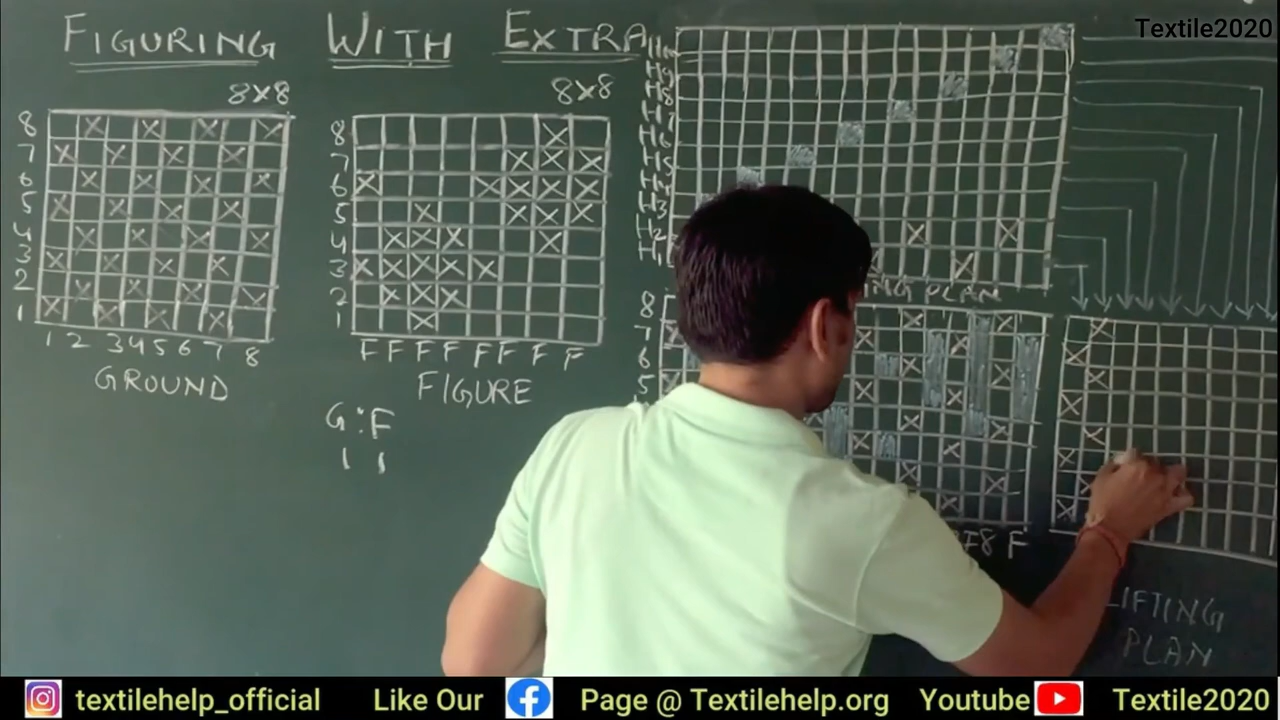 Textile2020
FIGURING WITH EXTRA
8×8
8×8
H9
H8
H7
H6
H5
H4
H3
H2
H1
8
7
6
5
4
3
2
1
1 2 3 4 5 6 7 8
GROUND
8
7
6
5
4
3
2
1
F F F F F F F F
FIGURE
G : F
1 1
NG PLAN
8
7
6
5
8 F
LIFTING
PLAN
textilehelp_official Like Our Page @ Textilehelp.org Youtube Textile2020